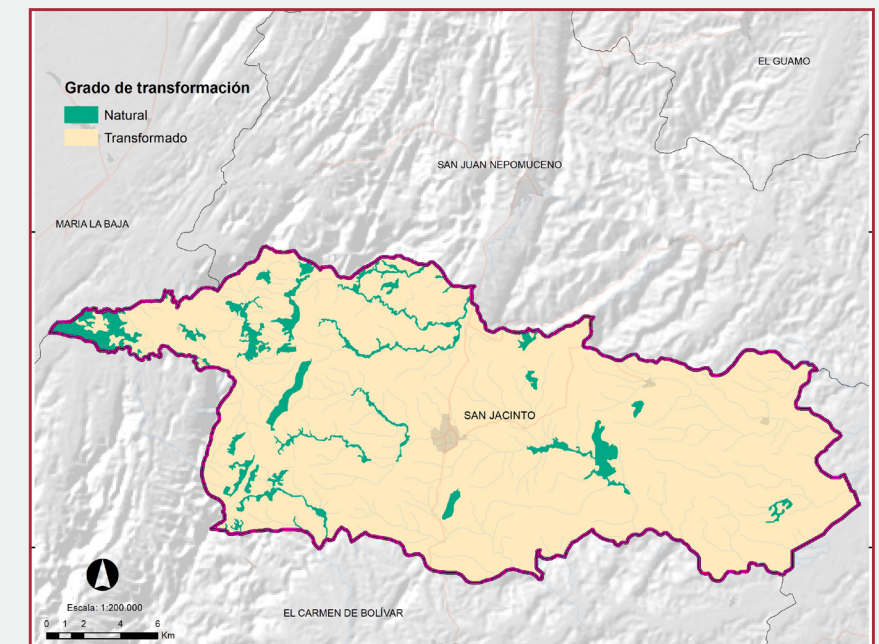 EL GUAMO
Grado de transformación
Natural
Transformado
SAN JUAN NEPOMUCENO
MARIA LA BAJA
SAN JACINTO
Escala: 1:200.000
EL CARMEN DE BOLÍVAR
0 1 2 4 6
Km